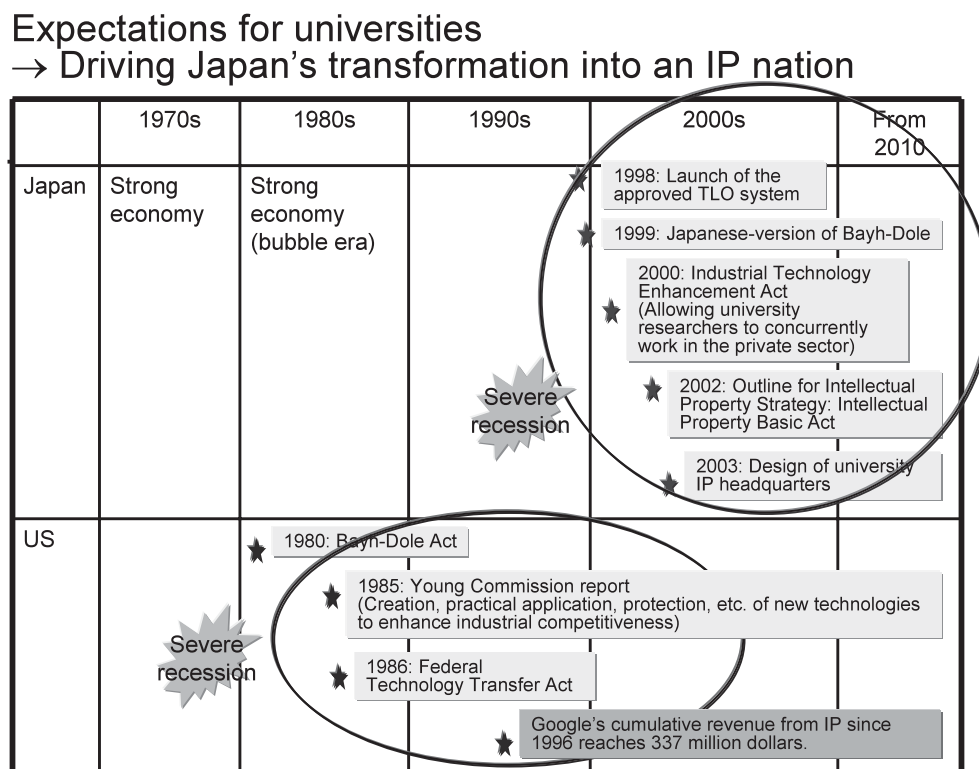 Expectations for universities
→ Driving Japan's transformation into an IP nation
1970s
1980s
1990s
2000s
From
2010
Japan
Strong
economy
Strong
economy
(bubble era)
1998: Launch of the
approved TLO system
1999: Japanese-version of Bayh-Dole
2000: Industrial Technology
Enhancement Act
(Allowing university
researchers to concurrently
work in the private sector)
Severe
recession
2002: Outline for Intellectual
Property Strategy: Intellectual
Property Basic Act
2003: Design of university
IP headquarters
US
1980: Bayh-Dole Act
1985: Young Commission report
(Creation, practical application, protection, etc. of new technologies
to enhance industrial competitiveness)
Severe
recession
1986: Federal
Technology Transfer Act
Google's cumulative revenue from IP since
1996 reaches 337 million dollars.